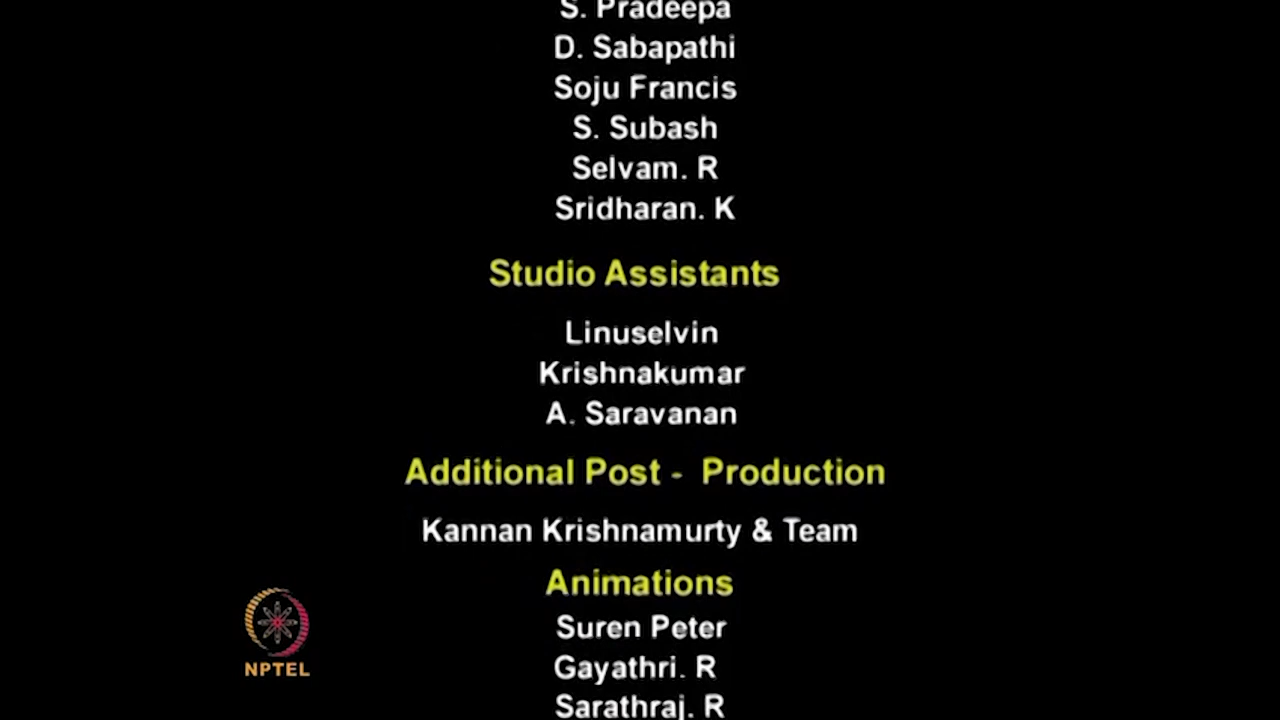 S. Pradeepa
D. Sabapathi
Soju Francis
S. Subash
Selvam. R
Sridharan. K
Studio Assistants
Linuselvin
Krishnakumar
A. Saravanan
Additional Post - Production
Kannan Krishnamurty & Team
Animations
Suren Peter
Gayathri. R
Sarathraj. R
NPTEL